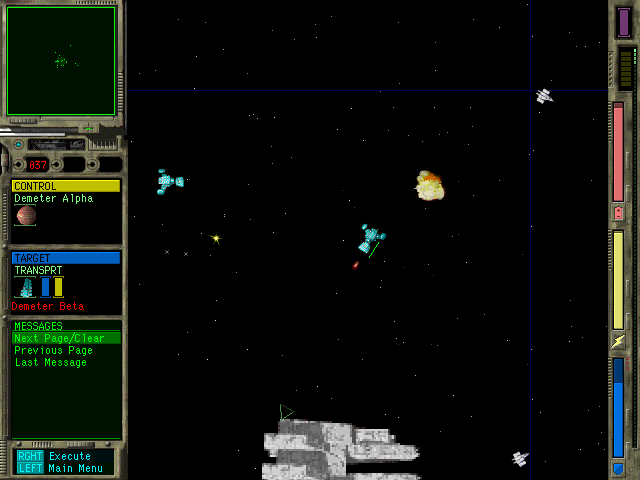 037
CONTROL
Demeter Alpha
TARGET
TRANSPRT
Demeter Beta
MESSAGES
Next Page/Clear
Previous Page
Last Message
RGHT Execute
LEFT Main Menu